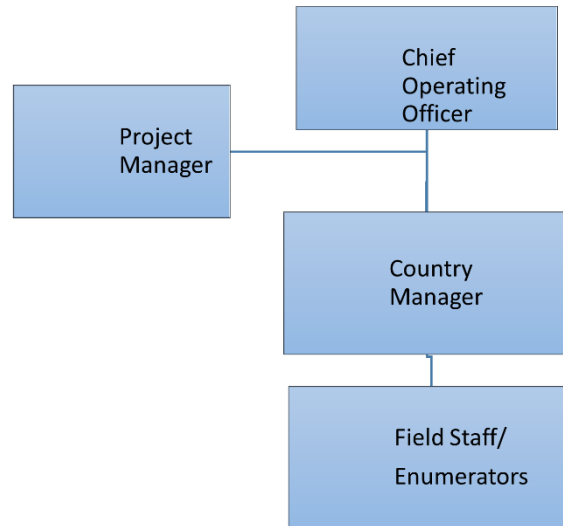 Chief
Operating
Officer
Project
Manager
Country
Manager
Field Staff/
Enumerators